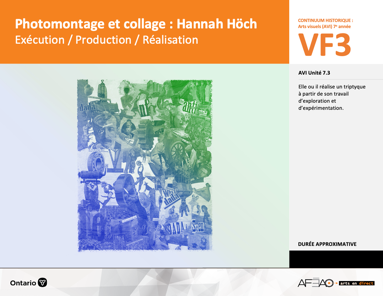 Photomontage et collage : Hannah Höch
Exécution / Production / Réalisation
CONTINUUM HISTORIQUE :
Arts visuels (AVI) 7e année
VF3
AVI Unité 7.3
Elle ou il réalise un triptyque
à partir de son travail
d'exploration et
d'expérimentation.
DURÉE APPROXIMATIVE
Ontario
arts en direct